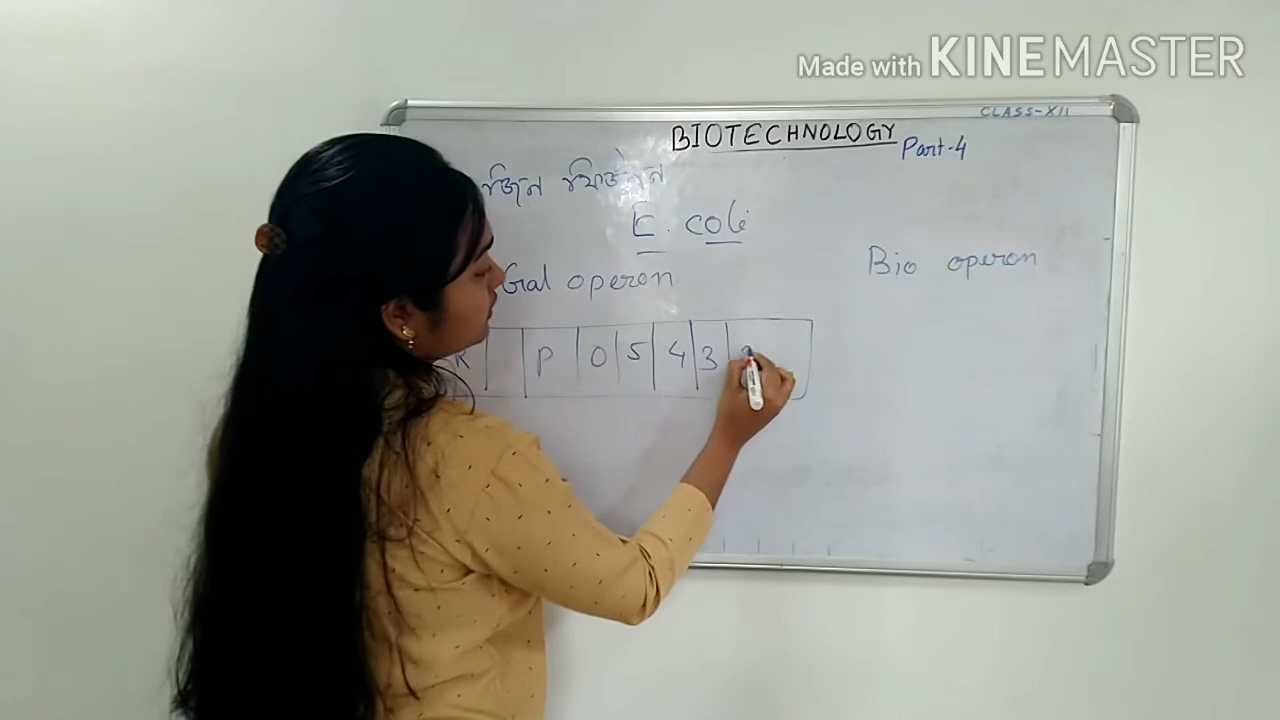 Made with KINEMASTER
CLASS-XII
BIOTECHNOLOGY
Part-4
জিন
E. coli
Gal operon
Bio operon
R P O 5 4 3